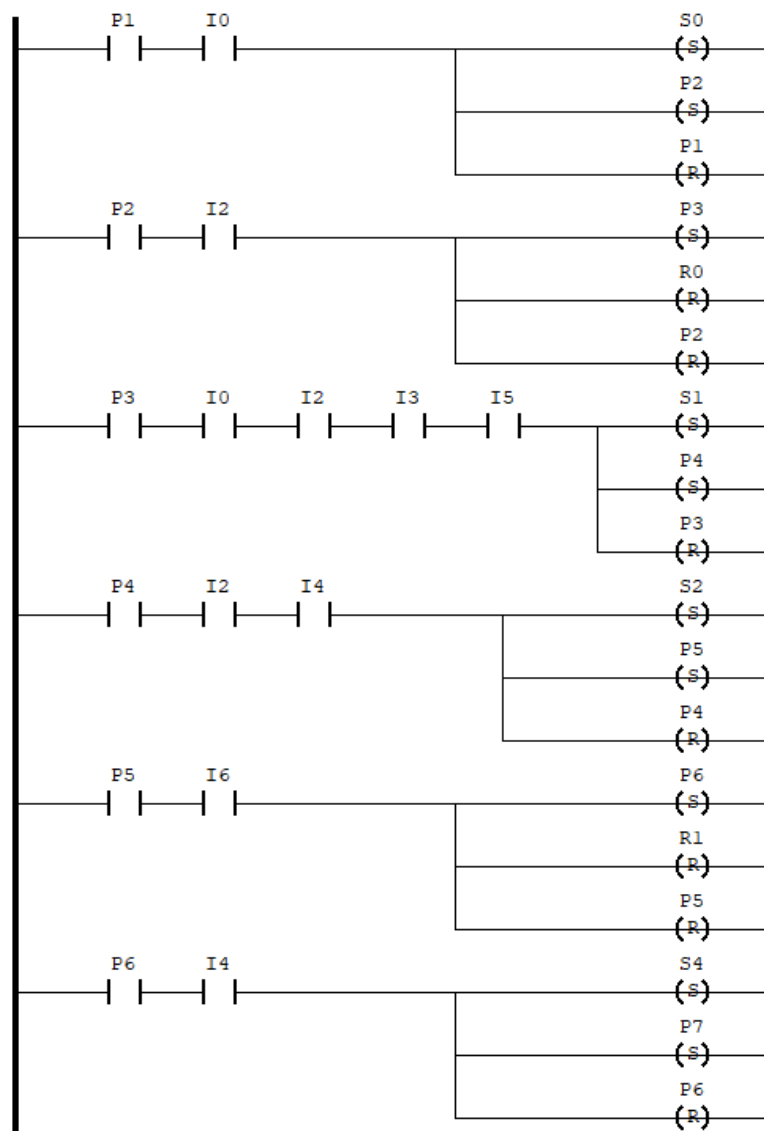 P1 I0 S0
(S)
P2
(S)
P1
(R)
P2 I2 P3
(S)
R0
(R)
P2
(R)
P3 I0 I2 I3 I5 S1
(S)
P4
(S)
P3
(R)
P4 I2 I4 S2
(S)
P5
(S)
P4
(R)
P5 I6 P6
(S)
R1
(R)
P5
(R)
P6 I4 S4
(S)
P7
(S)
P6
(R)